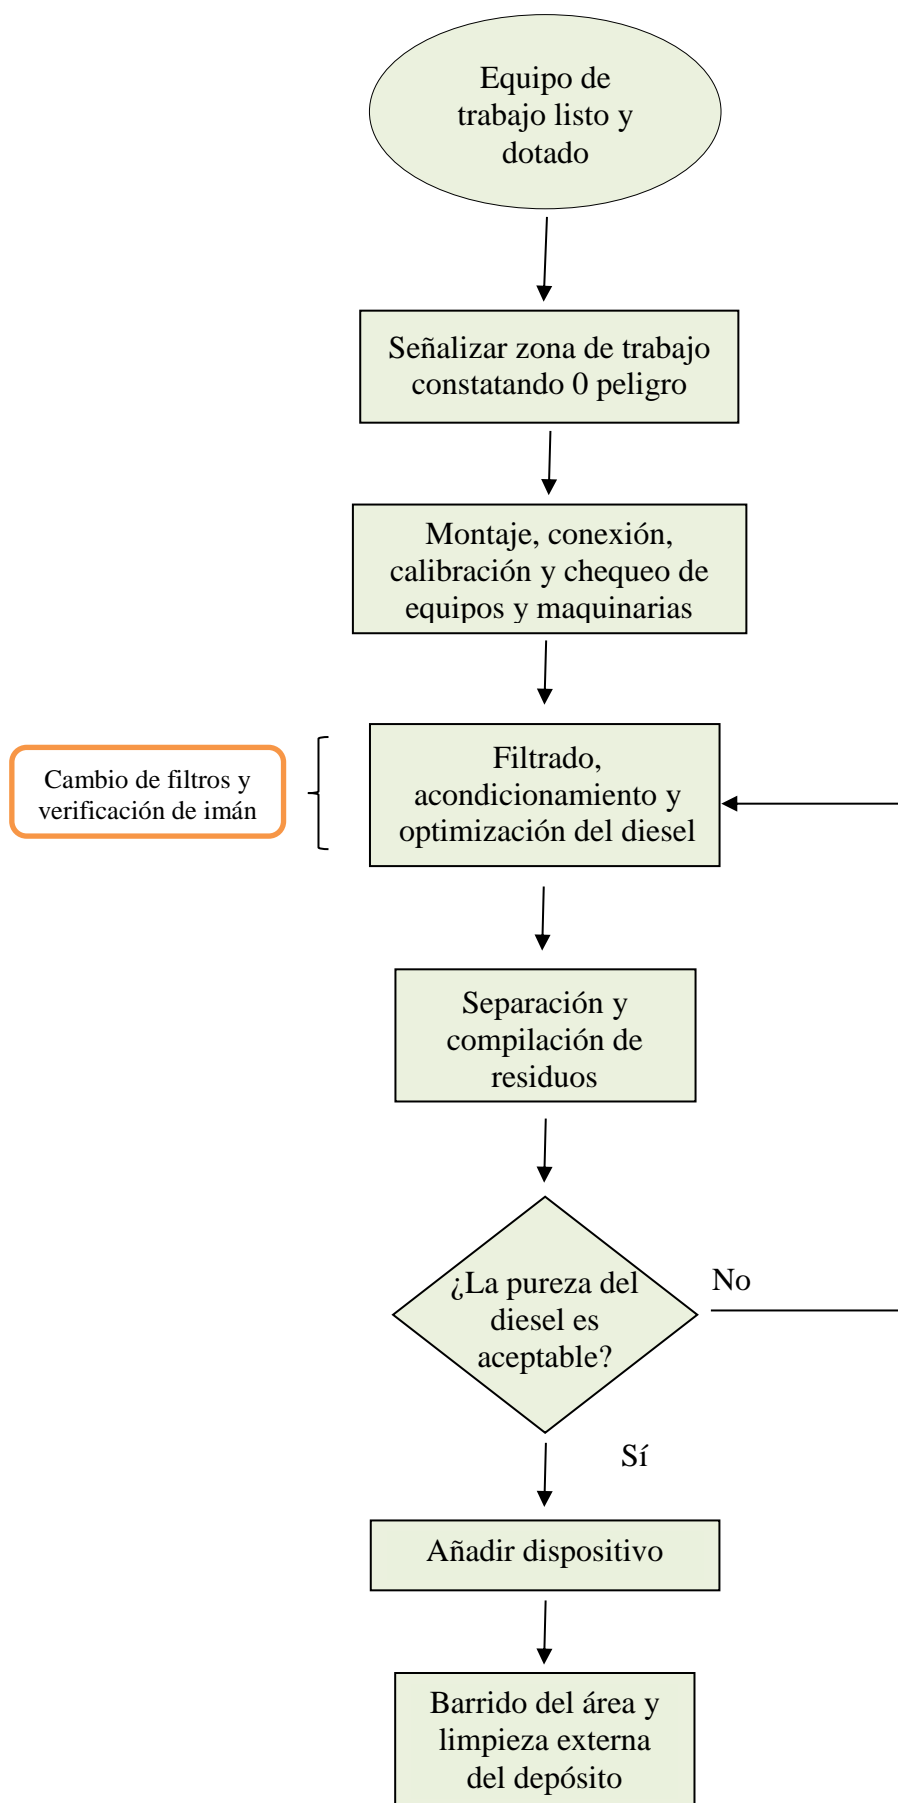 Equipo de
trabajo listo y
dotado
Señalizar zona de trabajo
constatando 0 peligro
Montaje, conexión,
calibración y chequeo de
equipos y maquinarias
Cambio de filtros y
verificación de imán
Filtrado,
acondicionamiento y
optimización del diesel
Separación y
compilación de
residuos
¿La pureza del
diesel es
aceptable?
No
Sí
Añadir dispositivo
Barrido del área y
limpieza externa
del depósito